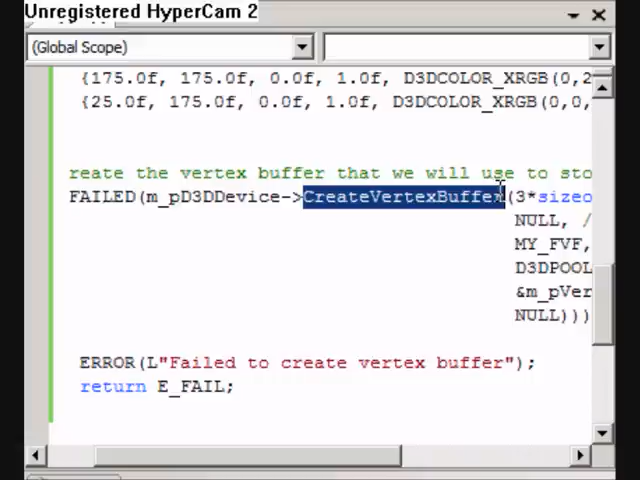 Unregistered HyperCam 2
(Global Scope)
{175.0f, 175.0f, 0.0f, 1.0f, D3DCOLOR_XRGB(0,2
{25.0f, 175.0f, 0.0f, 1.0f, D3DCOLOR_XRGB(0,0,
reate the vertex buffer that we will use to sto
FAILED(m_pD3DDevice->CreateVertexBuffer(3*sizeo
NULL, /
MY_FVF,
D3DPOOL
&m_pVer
NULL)))
ERROR(L"Failed to create vertex buffer");
return E_FAIL;